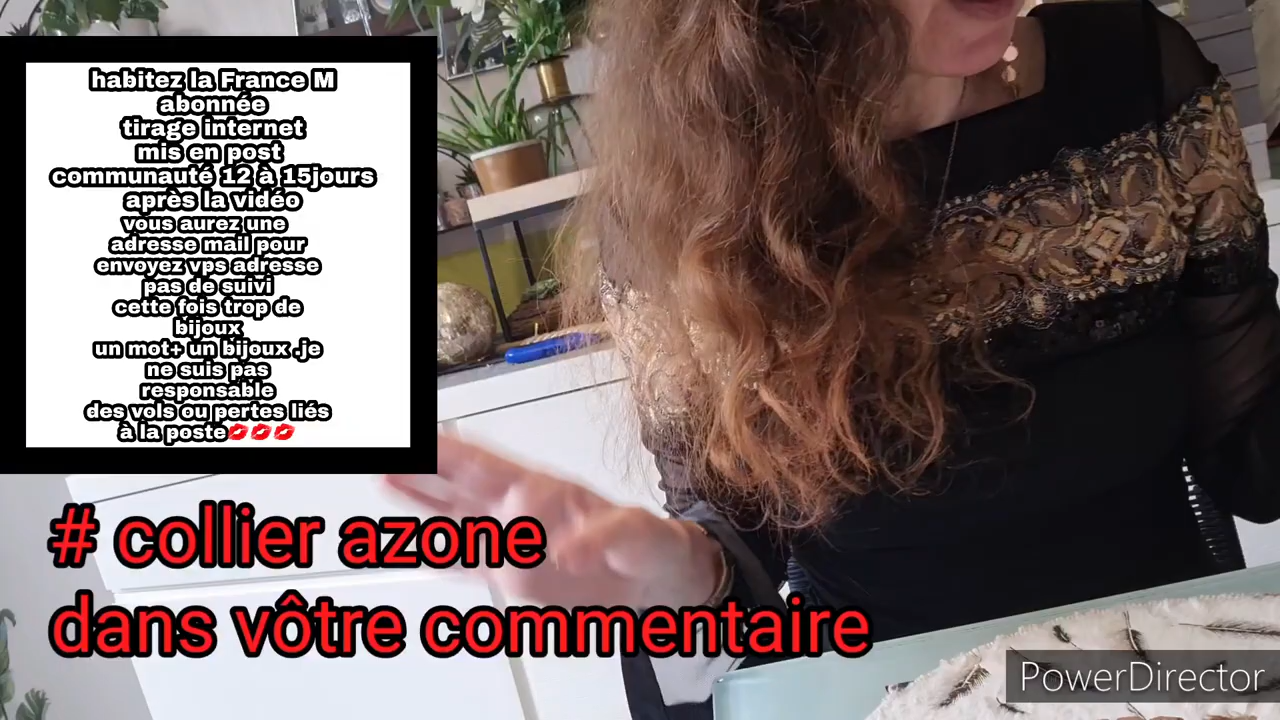 habitez la France M
abonnée
tirage internet
mis en post
communauté 12 à 15jours
après la vidéo
vous aurez une
adresse mail pour
envoyez vps adresse
pas de suivi
cette fois trop de
bijoux
un mot+ un bijoux .je
ne suis pas
responsable
des vols ou pertes liés
à la poste💋💋💋
# collier azone
dans vôtre commentaire
PowerDirector